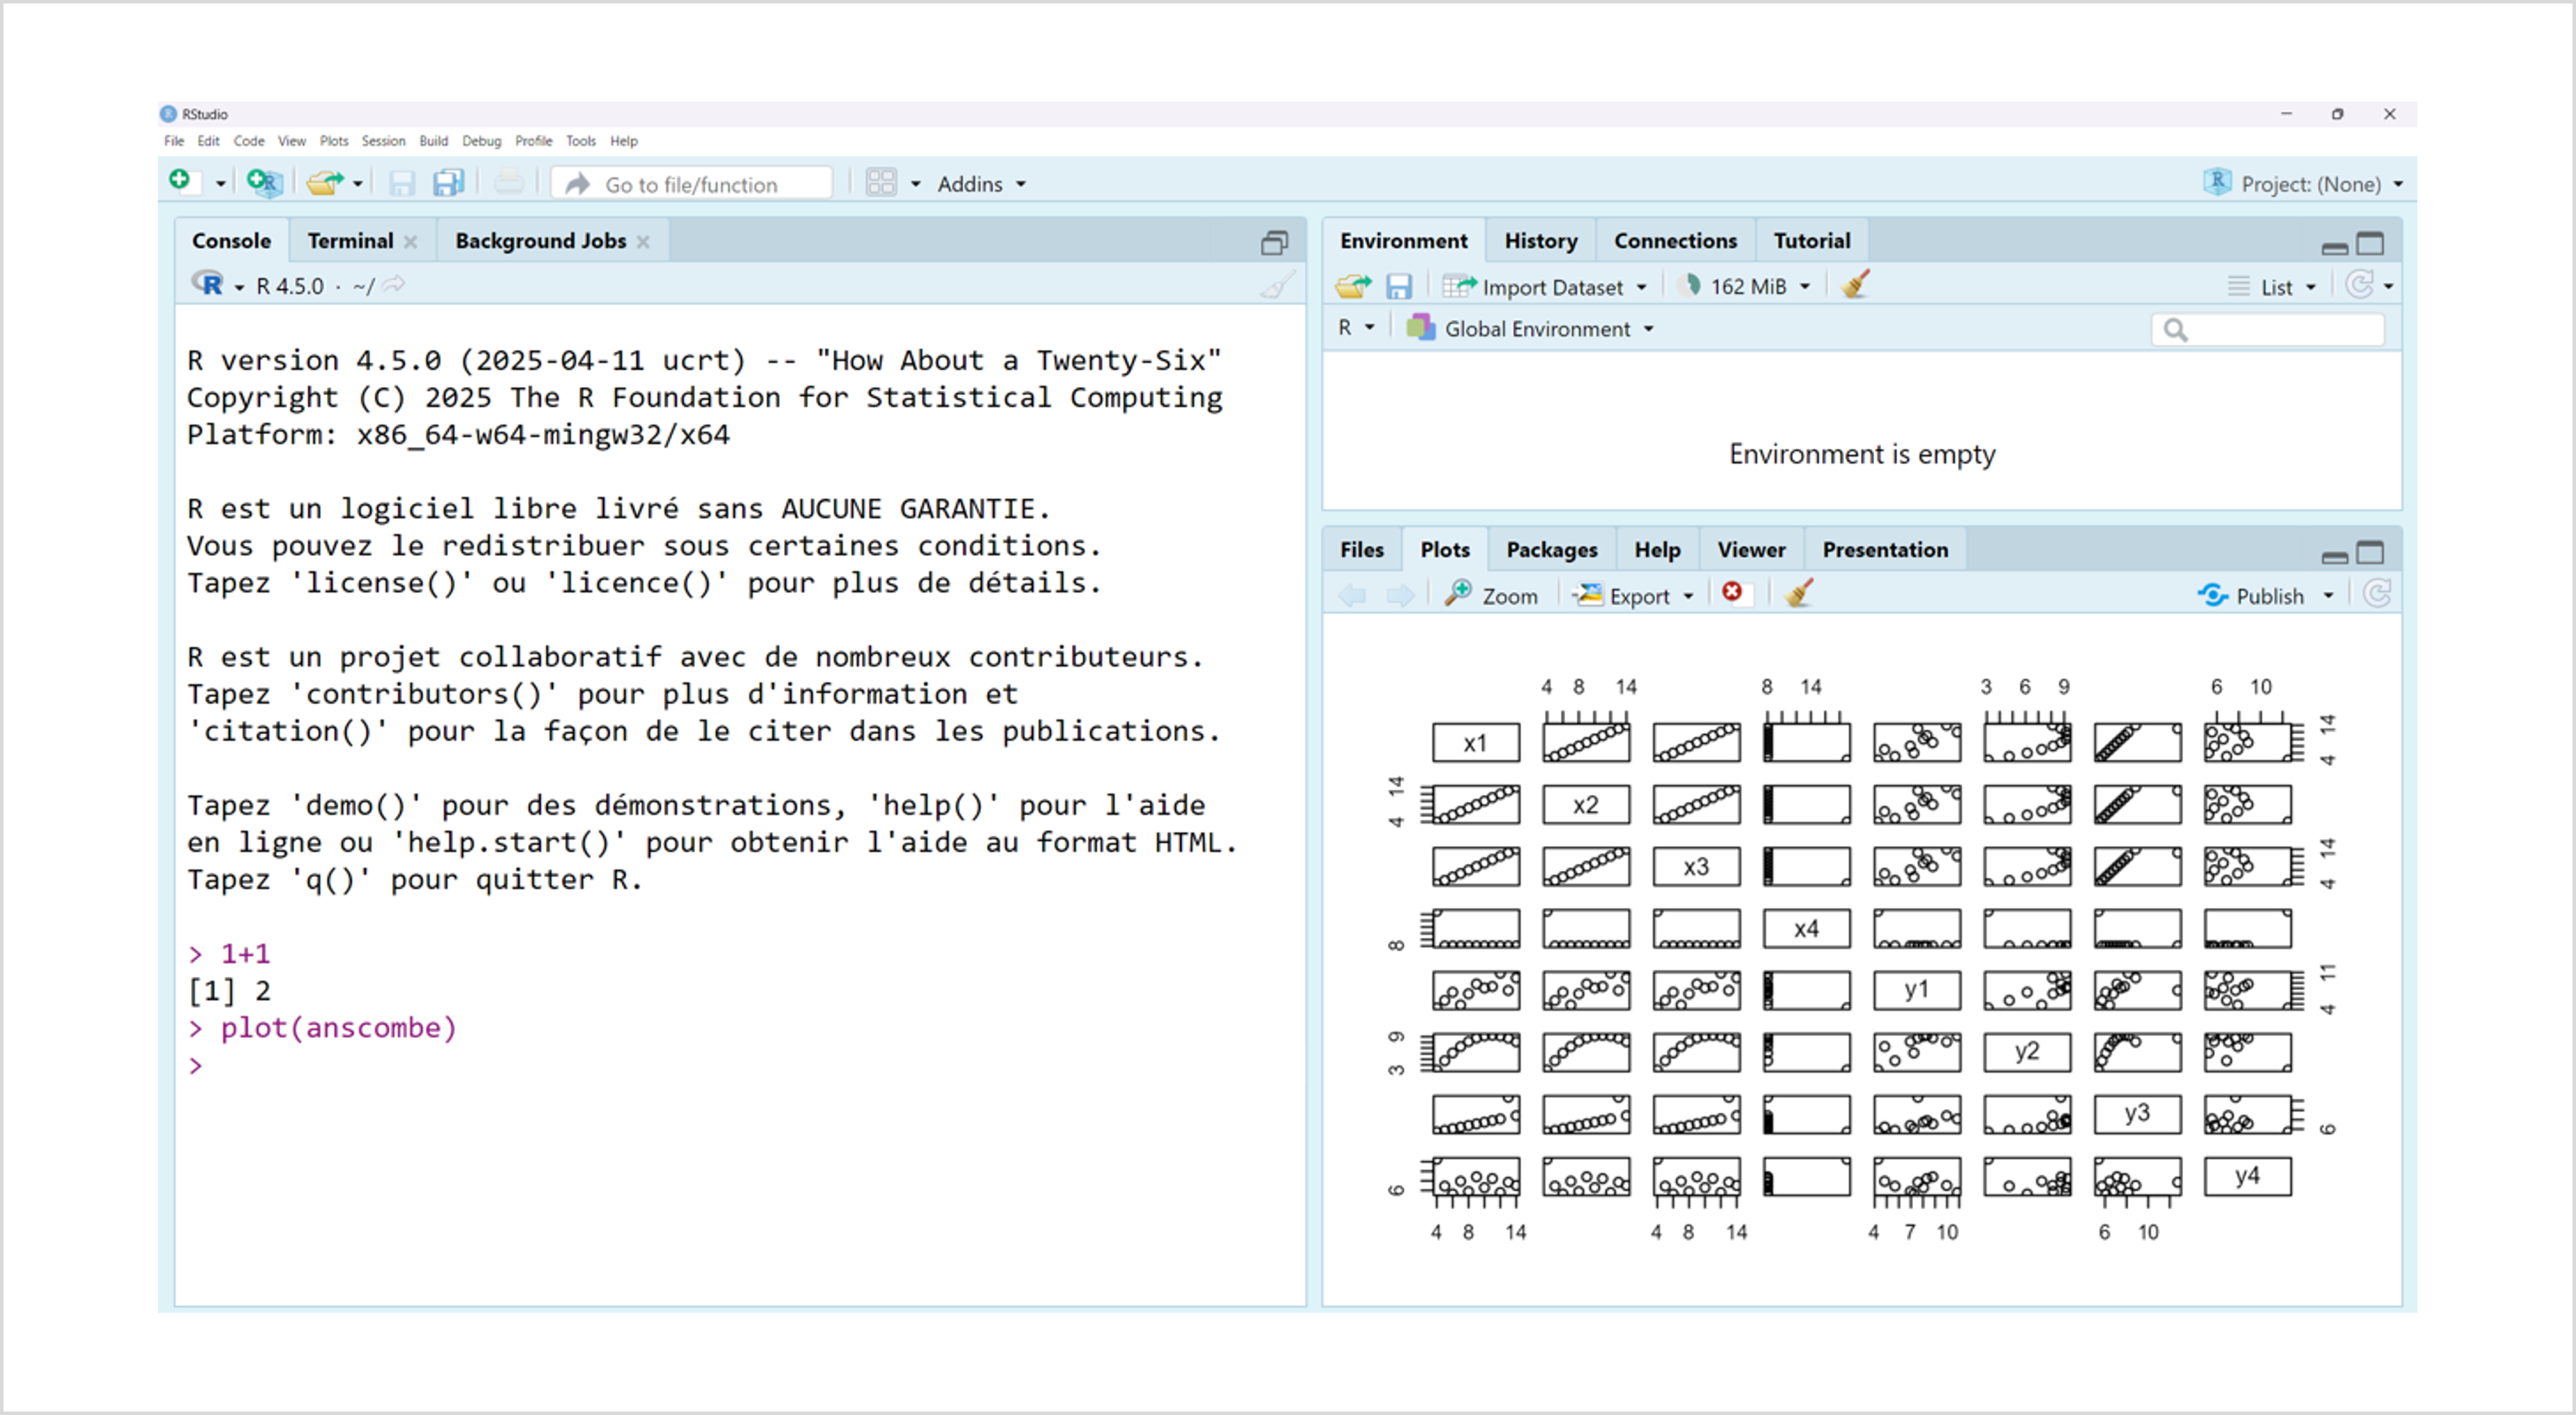 RStudio
File Edit Code View Plots Session Build Debug Profile Tools Help
Go to file/function Addins Project: (None)
Console Terminal Background Jobs
R 4.5.0 · ~/
R version 4.5.0 (2025-04-11 ucrt) -- "How About a Twenty-Six"
Copyright (C) 2025 The R Foundation for Statistical Computing
Platform: x86_64-w64-mingw32/x64
R est un logiciel libre livré sans AUCUNE GARANTIE.
Vous pouvez le redistribuer sous certaines conditions.
Tapez 'license()' ou 'licence()' pour plus de détails.
R est un projet collaboratif avec de nombreux contributeurs.
Tapez 'contributors()' pour plus d'information et
'citation()' pour la façon de le citer dans les publications.
Tapez 'demo()' pour des démonstrations, 'help()' pour l'aide
en ligne ou 'help.start()' pour obtenir l'aide au format HTML.
Tapez 'q()' pour quitter R.
> 1+1
[1] 2
> plot(anscombe)
>
Environment History Connections Tutorial
Import Dataset 162 MiB List
R Global Environment
Environment is empty
Files Plots Packages Help Viewer Presentation
Zoom Export Publish
4 8 14 8 14 3 6 9 6 10
x1 4 14
4 14 x2
x3 4 14
8 x4
y1 4 11
3 9 y2
y3 6
6 y4
4 8 14 4 8 14 4 7 10 6 10